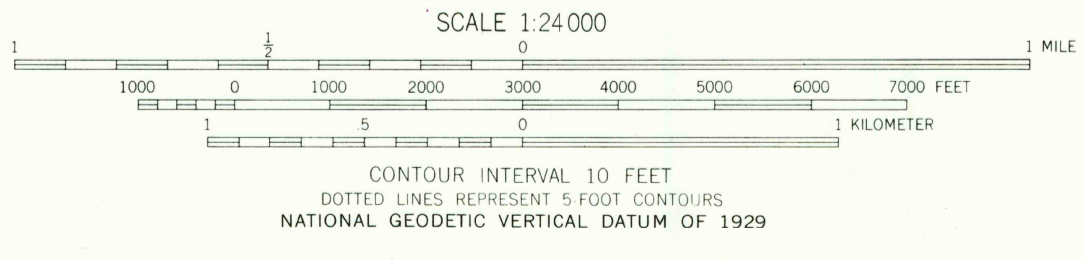 SCALE 1:24 000
1 1/2 0 1 MILE
1000 0 1000 2000 3000 4000 5000 6000 7000 FEET
1 .5 0 1 KILOMETER
CONTOUR INTERVAL 10 FEET
DOTTED LINES REPRESENT 5-FOOT CONTOURS
NATIONAL GEODETIC VERTICAL DATUM OF 1929